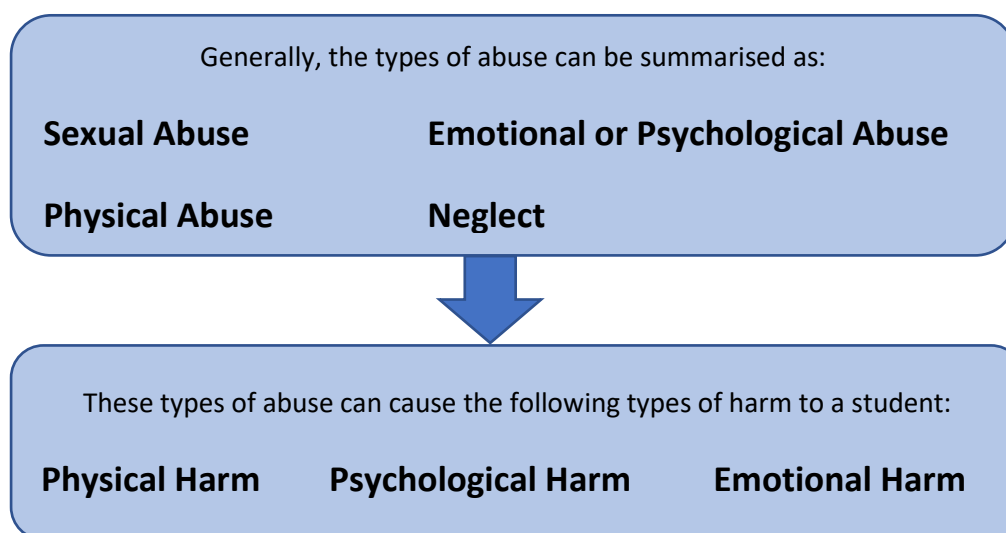 Generally, the types of abuse can be summarised as:
Sexual Abuse Emotional or Psychological Abuse
Physical Abuse Neglect
These types of abuse can cause the following types of harm to a student:
Physical Harm Psychological Harm Emotional Harm